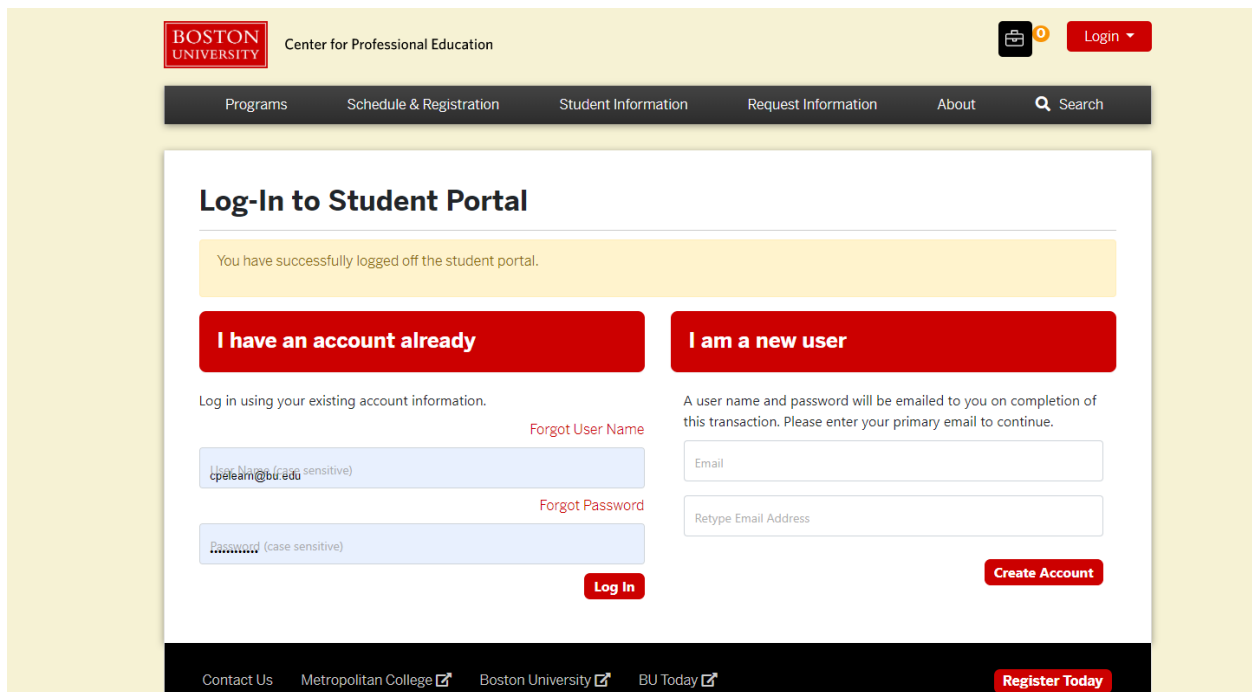 BOSTON
UNIVERSITY
Center for Professional Education
0
Login
Programs Schedule & Registration Student Information Request Information About Search
Log-In to Student Portal
You have successfully logged off the student portal.
I have an account already
Log in using your existing account information.
Forgot User Name
User Name (case sensitive)
cpelearn@bu.edu
Forgot Password
Password (case sensitive)
Log In
I am a new user
A user name and password will be emailed to you on completion of
this transaction. Please enter your primary email to continue.
Email
Retype Email Address
Create Account
Contact Us Metropolitan College Boston University BU Today Register Today